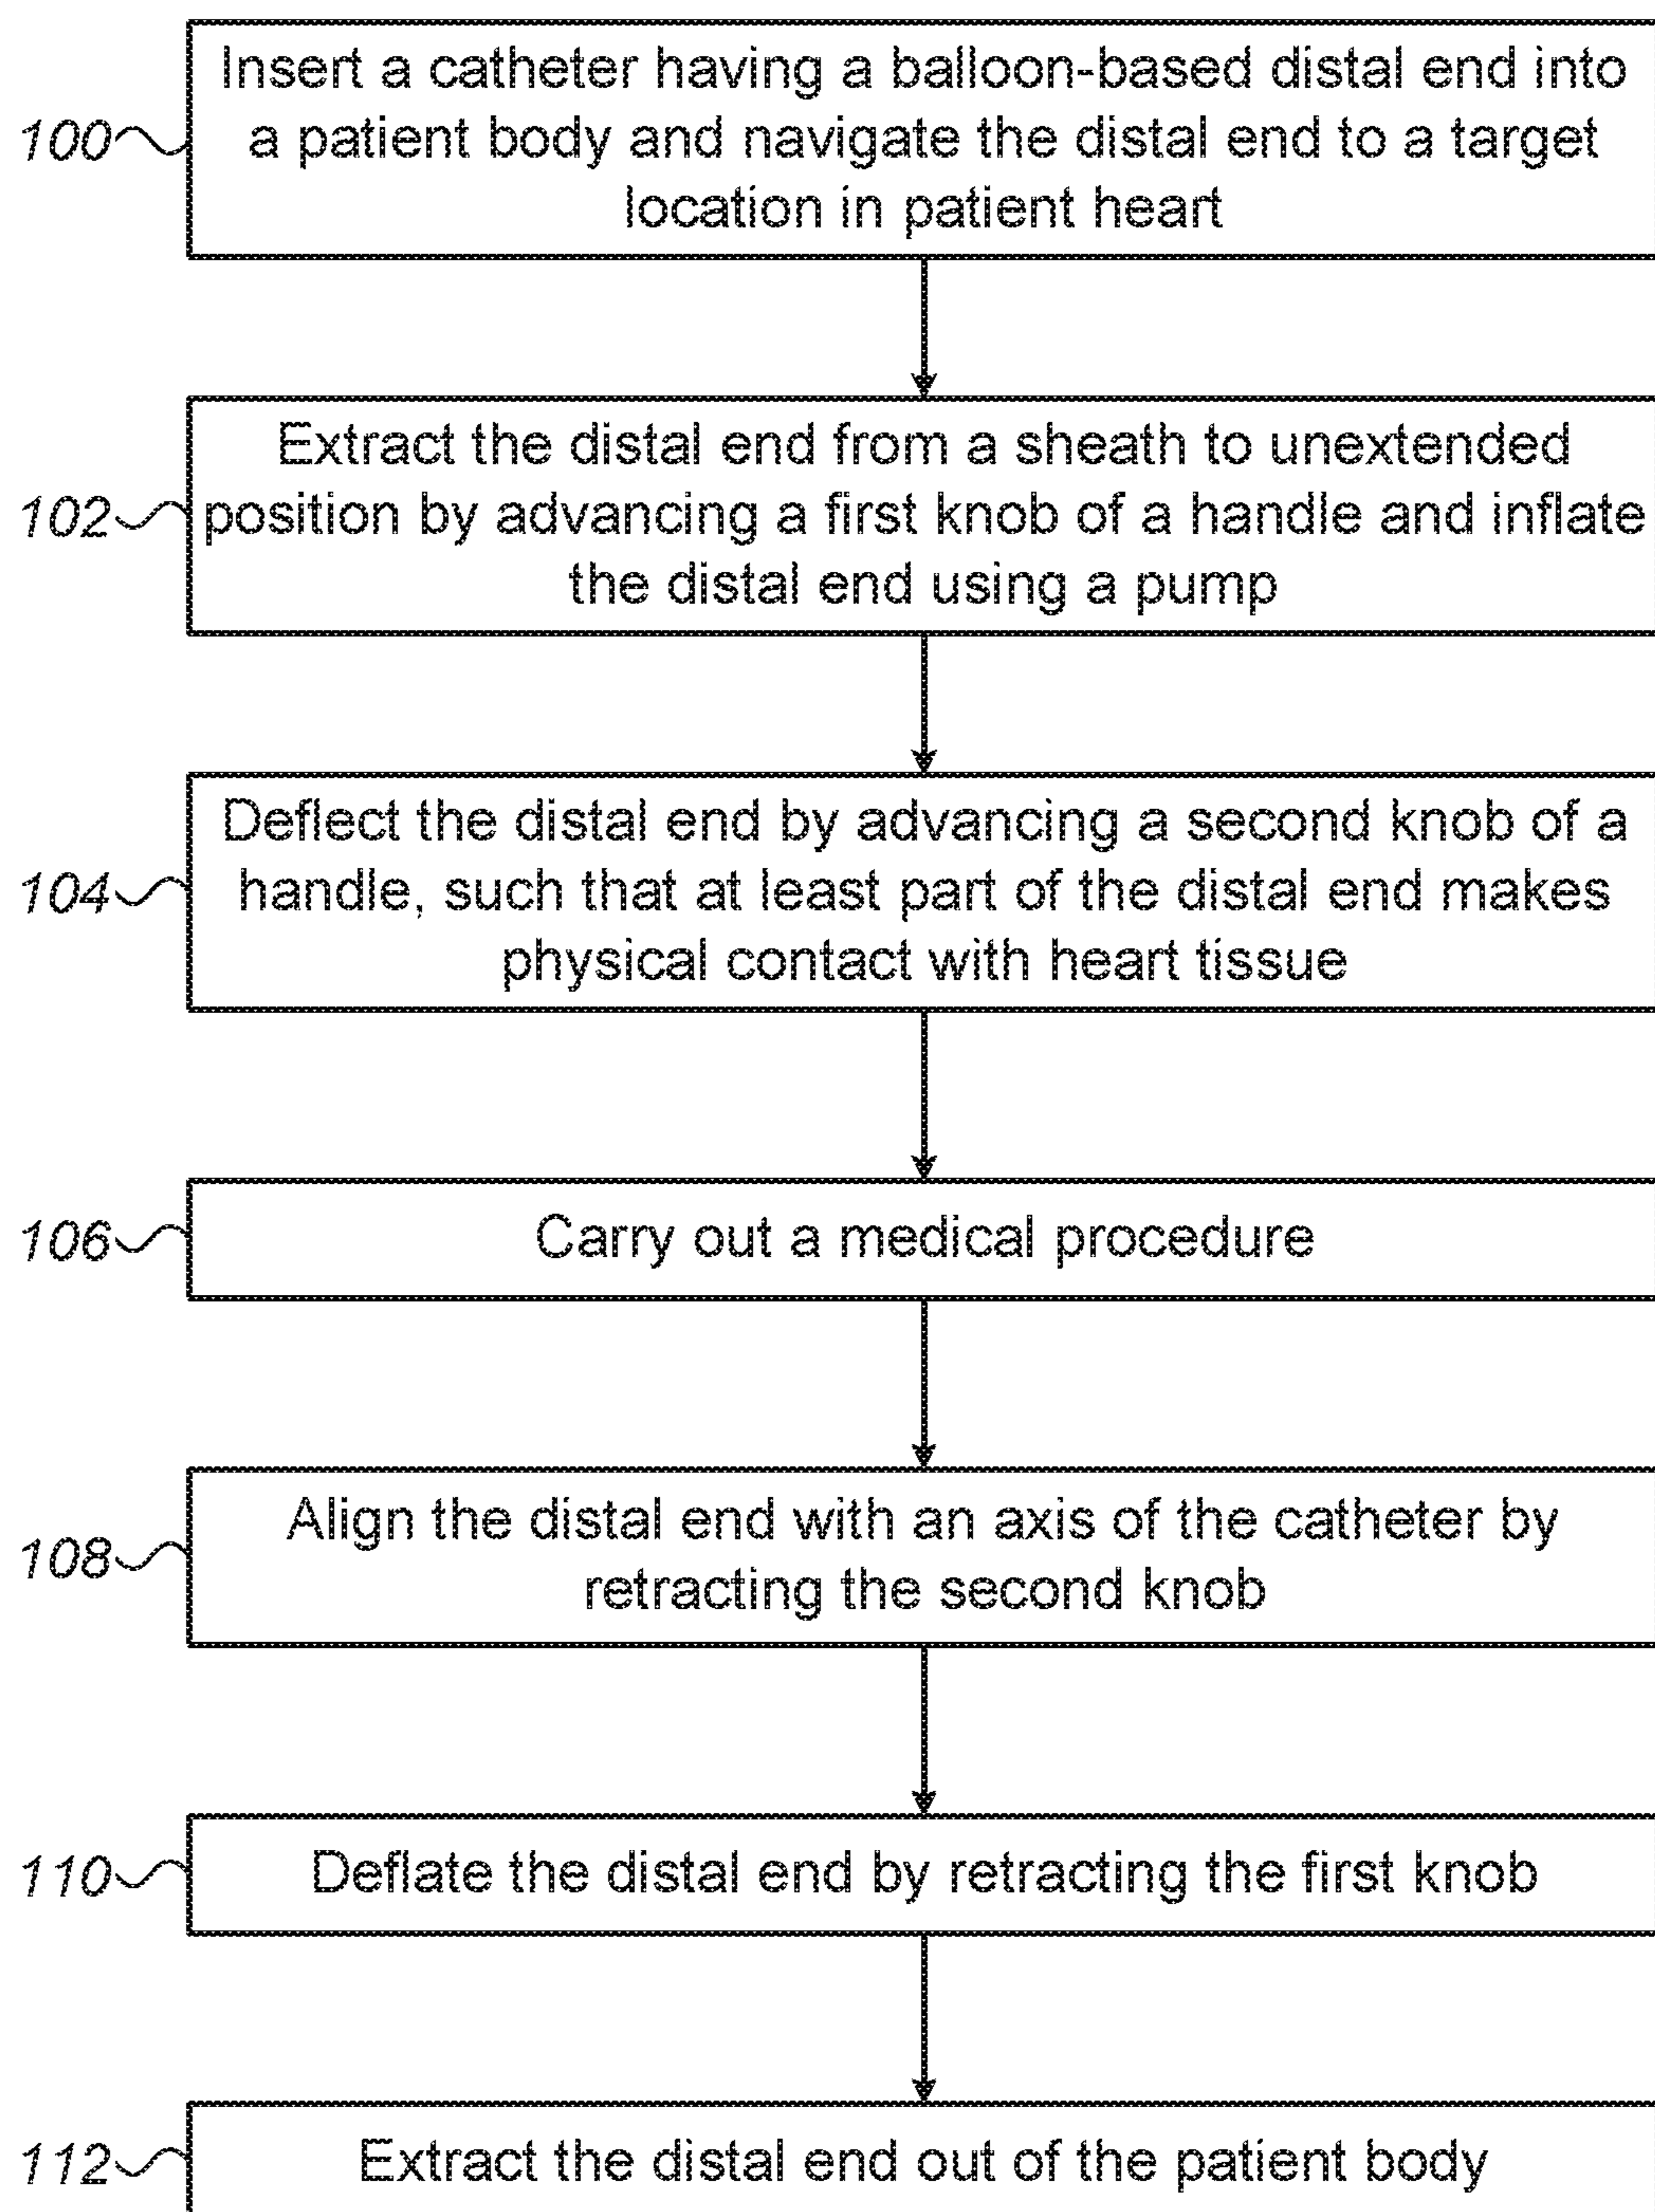 Insert a catheter having a balloon-based distal end into
100 a patient body and navigate the distal end to a target
location in patient heart
Extract the distal end from a sheath to unextended
102 position by advancing a first knob of a handle and inflate
the distal end using a pump
Deflect the distal end by advancing a second knob of a
104 handle, such that at least part of the distal end makes
physical contact with heart tissue
106 Carry out a medical procedure
108 Align the distal end with an axis of the catheter by
retracting the second knob
110 Deflate the distal end by retracting the first knob
112 Extract the distal end out of the patient body